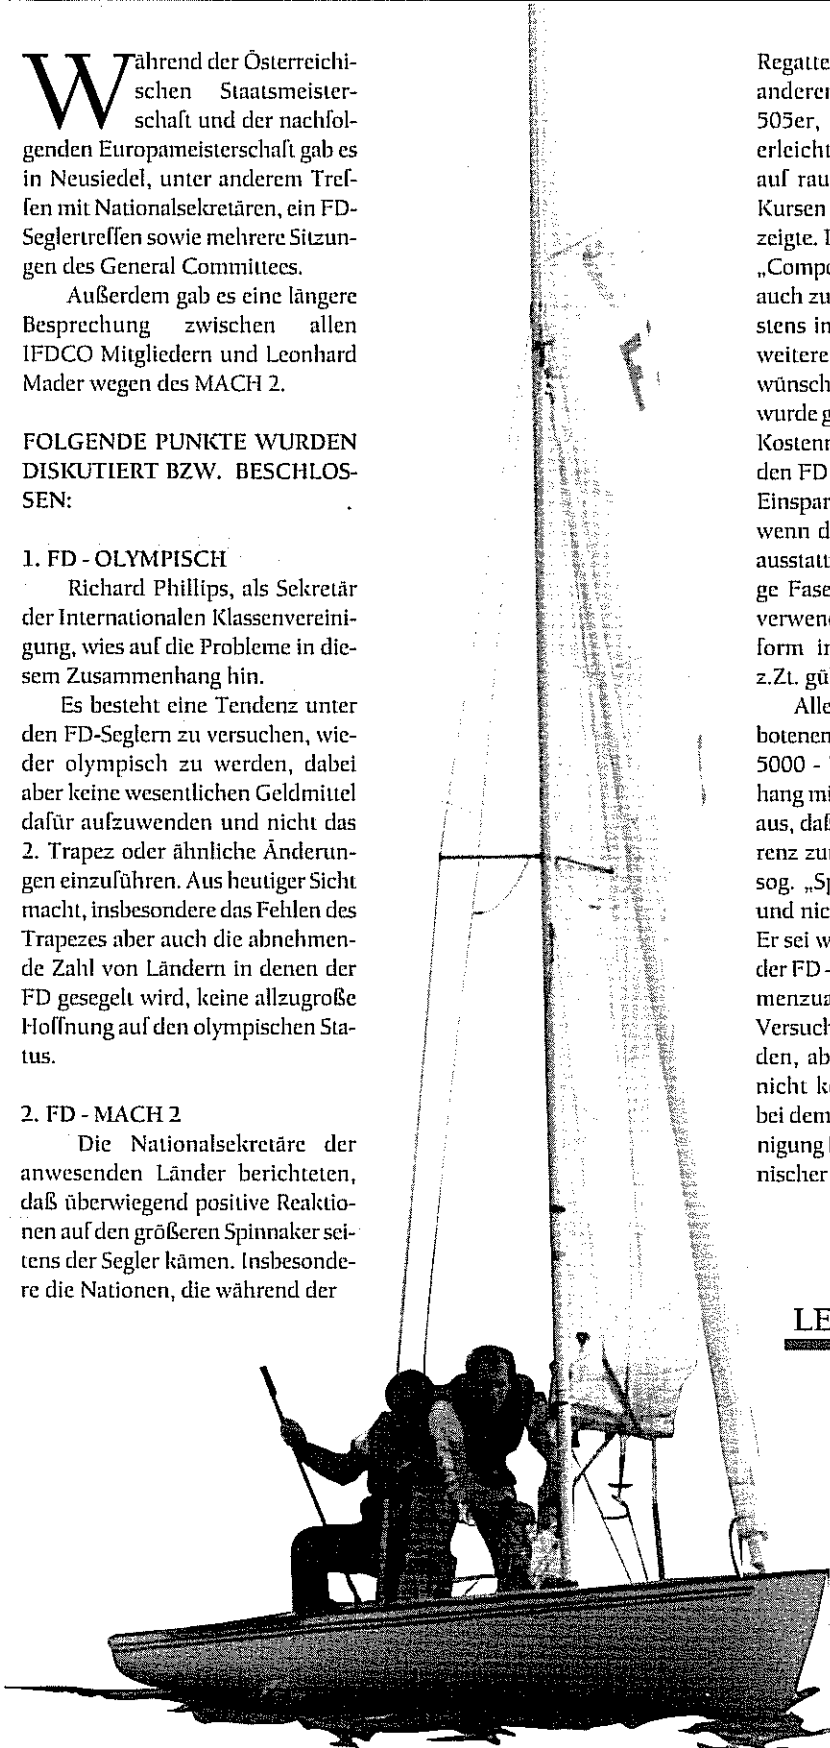 Während der Österreichi-
schen Staatsmeister-
schaft und der nachfol-
genden Europameisterschaft gab es
in Neusiedel, unter anderem Tref-
fen mit Nationalsekretären, ein FD-
Seglertreffen sowie mehrere Sitzun-
gen des General Committees.
Außerdem gab es eine längere
Besprechung zwischen allen
IFDCO Mitgliedern und Leonhard
Mader wegen des MACH 2.
FOLGENDE PUNKTE WURDEN
DISKUTIERT BZW. BESCHLOS-
SEN:
1. FD - OLYMPISCH
Richard Phillips, als Sekretär
der Internationalen Klassenvereini-
gung, wies auf die Probleme in die-
sem Zusammenhang hin.
Es besteht eine Tendenz unter
den FD-Seglern zu versuchen, wie-
der olympisch zu werden, dabei
aber keine wesentlichen Geldmittel
dafür aufzuwenden und nicht das
2. Trapez oder ähnliche Änderun-
gen einzuführen. Aus heutiger Sicht
macht, insbesondere das Fehlen des
Trapezes aber auch die abnehmen-
de Zahl von Ländern in denen der
FD gesegelt wird, keine allzugroße
Hoffnung auf den olympischen Sta-
tus.
2. FD - MACH 2
Die Nationalsekretäre der
anwesenden Länder berichteten,
daß überwiegend positive Reaktio-
nen auf den größeren Spinnaker sei-
tens der Segler kämen. Insbesonde-
re die Nationen, die während der
Regatte
anderer
505er,
erleicht
auf rau
Kursen
zeigte.
„Comp
auch zu
stens in
weitere
wünsch
wurde g
Kosten
den FD
Einspar
wenn d
ausstatt
ge Fase
verwen
form in
z.Zt. gü
Alle
botenen
5000 -
hang mi
aus, daß
renz zu
sog. „Sp
und nic
Er sei w
der FD -
menzua
Versuch
den, ab
nicht k
bei dem
nigung
nischer
LE